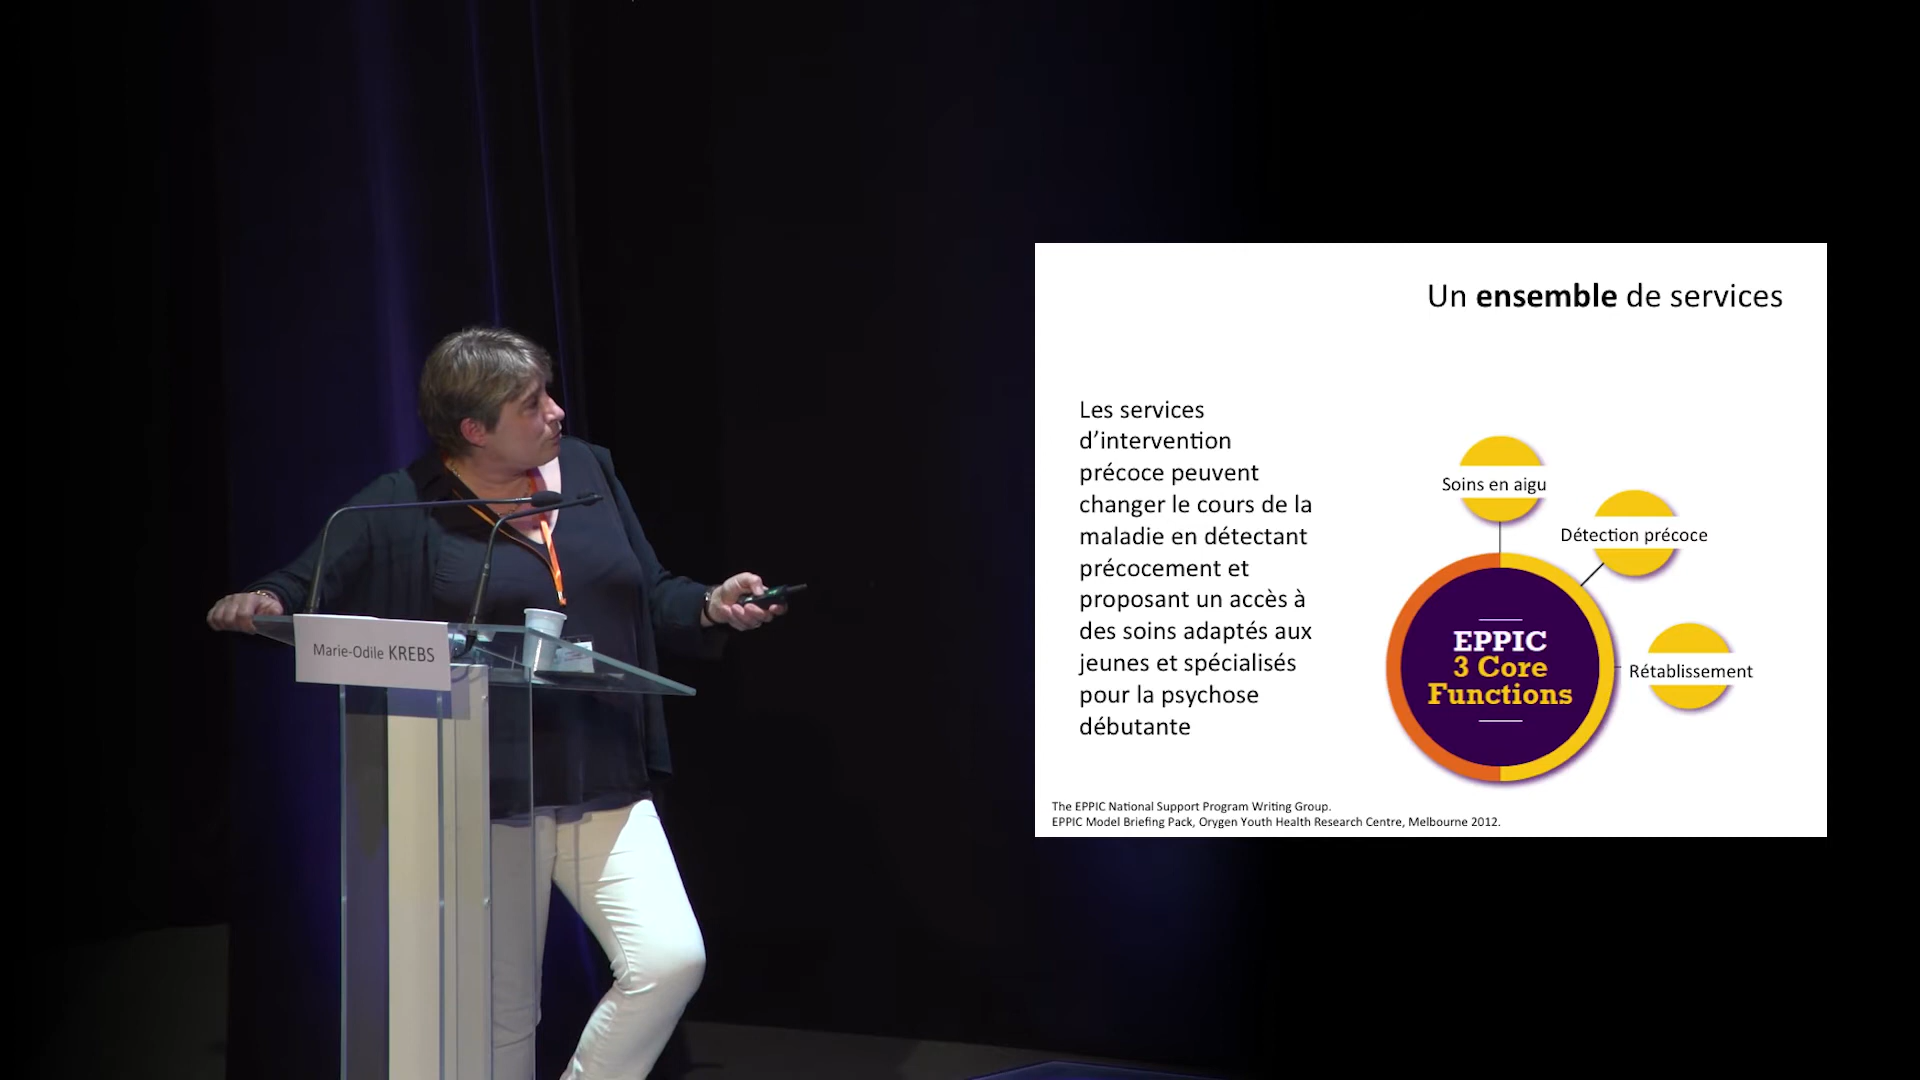 Marie-Odile KREBS
Un ensemble de services
Les services
d’intervention
précoce peuvent
changer le cours de la
maladie en détectant
précocement et
proposant un accès à
des soins adaptés aux
jeunes et spécialisés
pour la psychose
débutante
Soins en aigu
Détection précoce
Rétablissement
EPPIC
3 Core
Functions
The EPPIC National Support Program Writing Group.
EPPIC Model Briefing Pack, Orygen Youth Health Research Centre, Melbourne 2012.